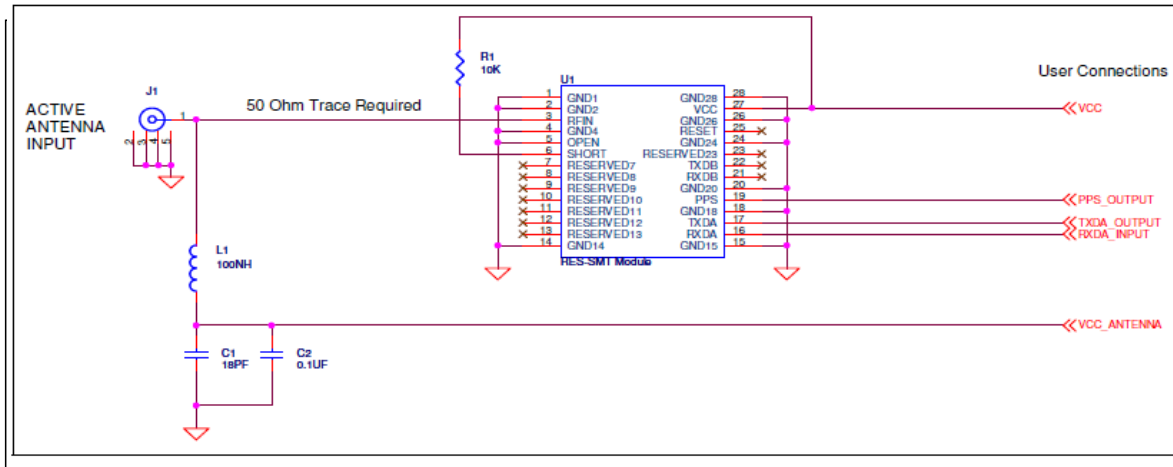 R1
10K
User Connections
J1
ACTIVE
ANTENNA
INPUT
1
2 3 4 5
50 Ohm Trace Required
U1
1 GND1 GND28 28
2 GND2 VCC 27
3 RFIN GND26 26
4 GND4 RESET 25
5 OPEN GND24 24
6 SHORT RESERVED23 23
7 RESERVED7 TXDB 22
8 RESERVED8 RXDB 21
9 RESERVED9 GND20 20
10 RESERVED10 PPS 19
11 RESERVED11 GND18 18
12 RESERVED12 TXDA 17
13 RESERVED13 RXDA 16
14 GND14 GND15 15
RES-SMT Module
VCC
PPS_OUTPUT
TXDA_OUTPUT
RXDA_INPUT
L1
100NH
VCC_ANTENNA
C1
18PF
C2
0.1UF